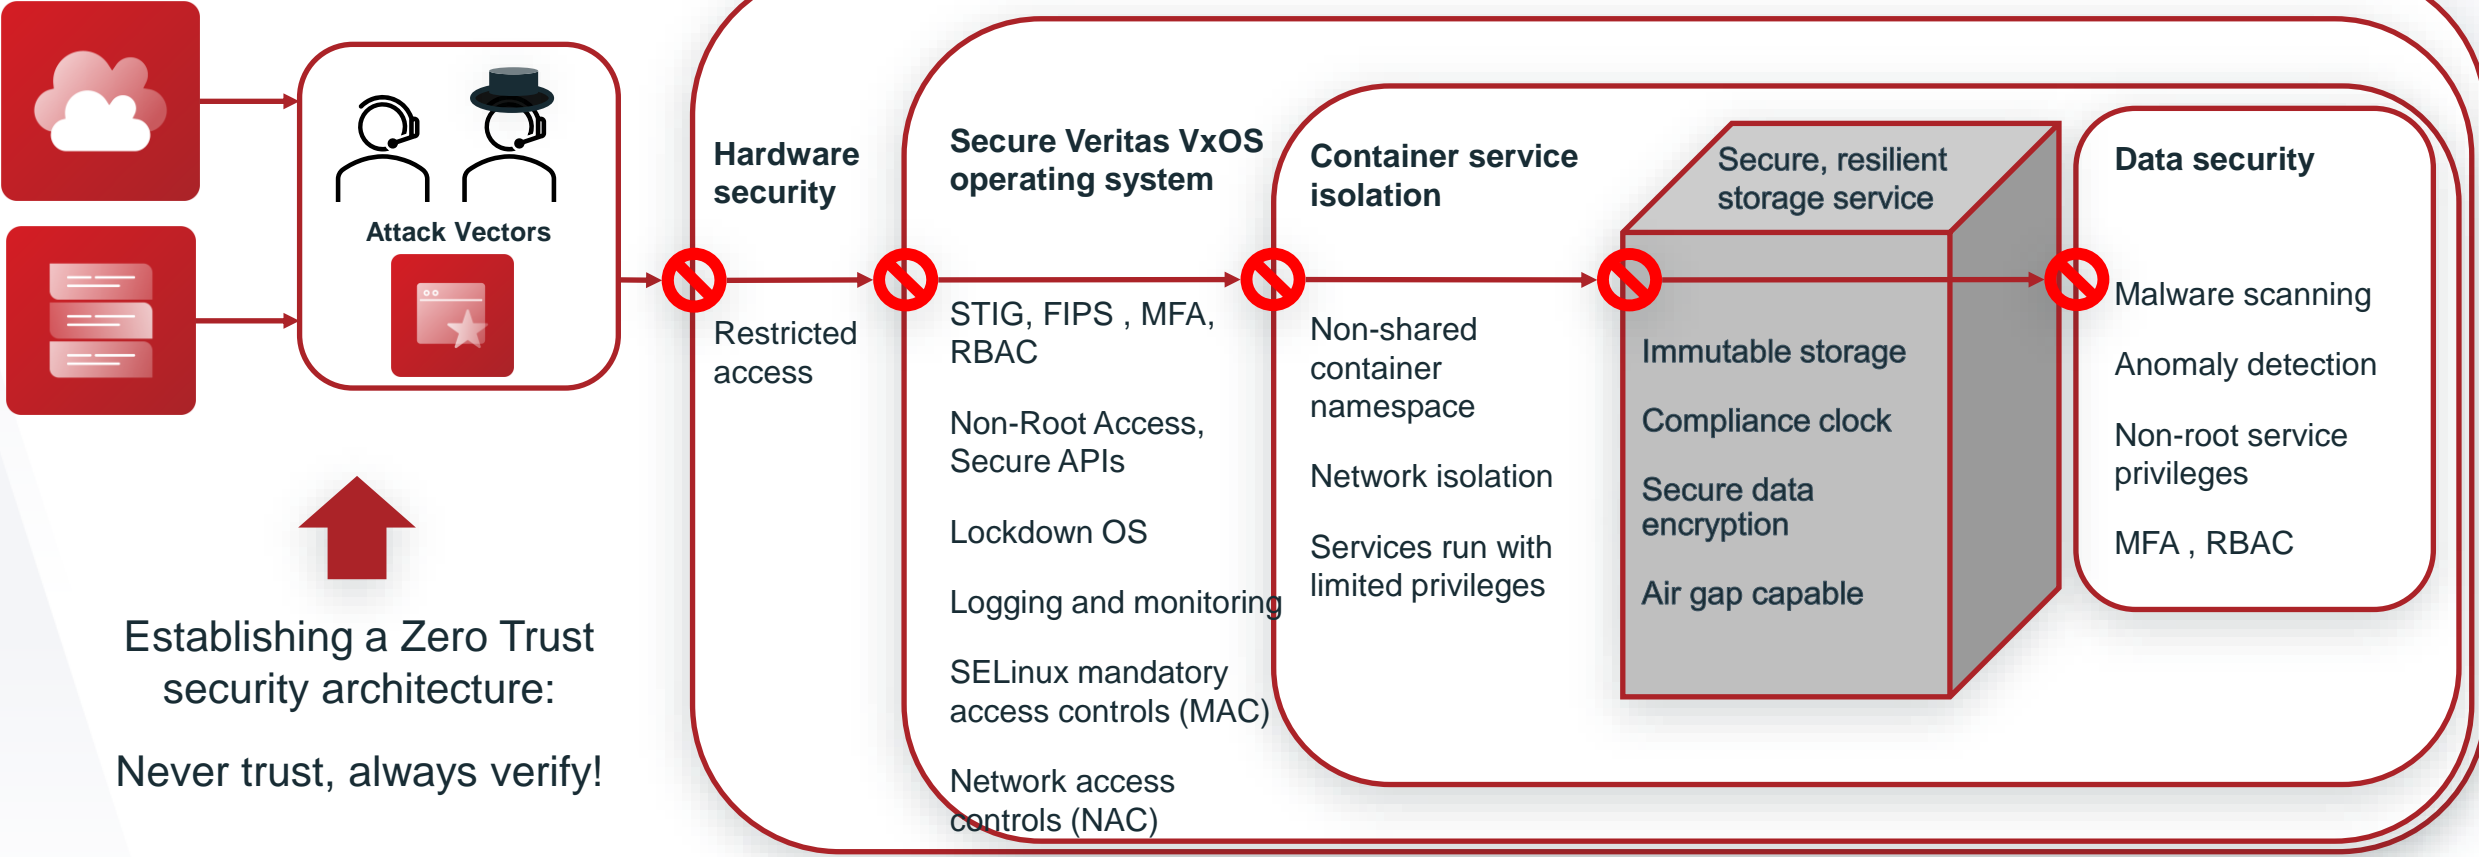 Attack Vectors
Establishing a Zero Trust
security architecture:
Never trust, always verify!
Hardware
security
Restricted
access
Secure Veritas VxOS
operating system
STIG, FIPS , MFA,
RBAC
Non-Root Access,
Secure APIs
Lockdown OS
Logging and monitoring
SELinux mandatory
access controls (MAC)
Network access
controls (NAC)
Container service
isolation
Non-shared
container
namespace
Network isolation
Services run with
limited privileges
Secure, resilient
storage service
Immutable storage
Compliance clock
Secure data
encryption
Air gap capable
Data security
Malware scanning
Anomaly detection
Non-root service
privileges
MFA , RBAC